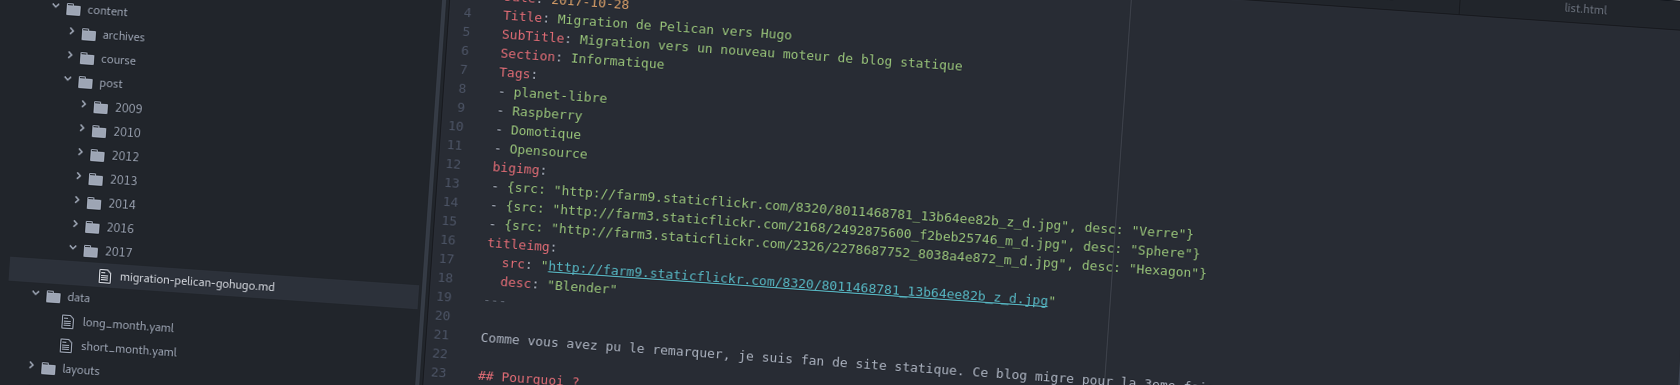 content
archives
course
post
2009
2010
2012
2013
2014
2016
2017
migration-pelican-gohugo.md
data
long_month.yaml
short_month.yaml
layouts
2017-10-28
4 Title: Migration de Pelican vers Hugo
5 SubTitle: Migration vers un nouveau moteur de blog statique
6 Section: Informatique
7 Tags:
8 - planet-libre
9 - Raspberry
10 - Domotique
11 - Opensource
12 bigimg:
13 - {src: "http://farm9.staticflickr.com/8320/8011468781_13b64ee82b_z_d.jpg", desc: "Verre"}
14 - {src: "http://farm3.staticflickr.com/2168/2492875600_f2beb25746_m_d.jpg", desc: "Sphere"}
15 - {src: "http://farm3.staticflickr.com/2326/2278687752_8038a4e872_m_d.jpg", desc: "Hexagon"}
16 titleimg:
17 src: "http://farm9.staticflickr.com/8320/8011468781_13b64ee82b_z_d.jpg"
18 desc: "Blender"
19 ---
20
21 Comme vous avez pu le remarquer, je suis fan de site statique. Ce blog migre pour la 3eme
22
23 ## Pourquoi ?
list.html